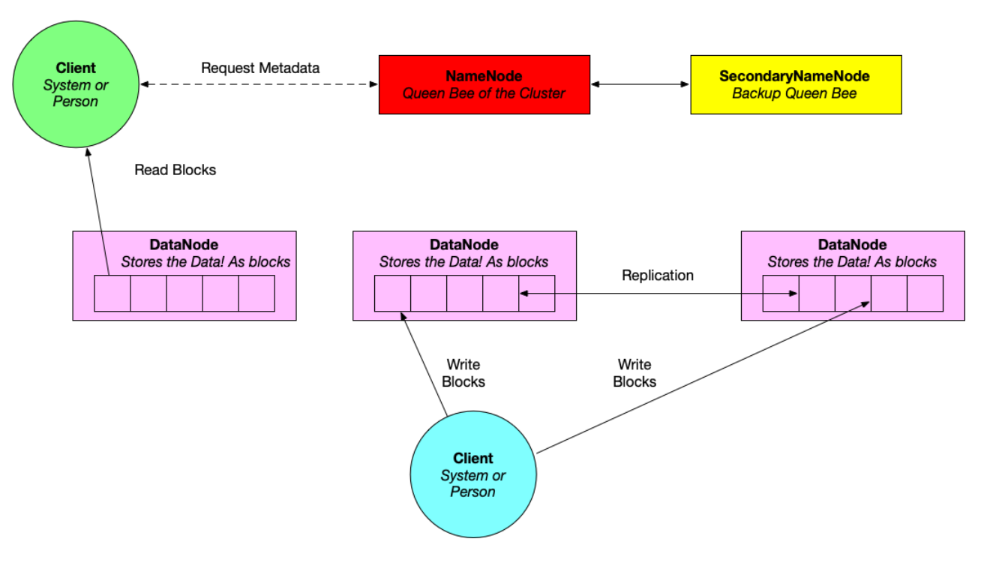 Client
System or
Person
Request Metadata
NameNode
Queen Bee of the Cluster
SecondaryNameNode
Backup Queen Bee
Read Blocks
DataNode
Stores the Data! As blocks
DataNode
Stores the Data! As blocks
DataNode
Stores the Data! As blocks
Replication
Write
Blocks
Write
Blocks
Client
System or
Person